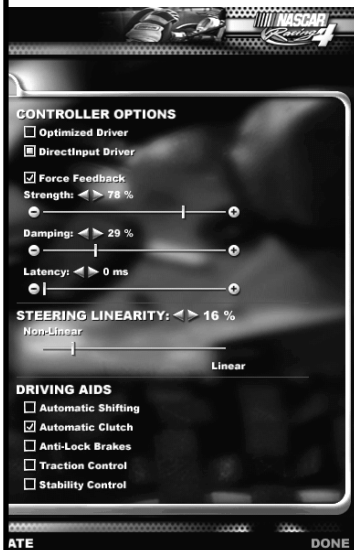 NASCAR
Racing 4
CONTROLLER OPTIONS
Optimized Driver
DirectInput Driver
Force Feedback
Strength: 78 %
Damping: 29 %
Latency: 0 ms
STEERING LINEARITY: 16 %
Non-Linear
Linear
DRIVING AIDS
Automatic Shifting
Automatic Clutch
Anti-Lock Brakes
Traction Control
Stability Control
ATE DONE